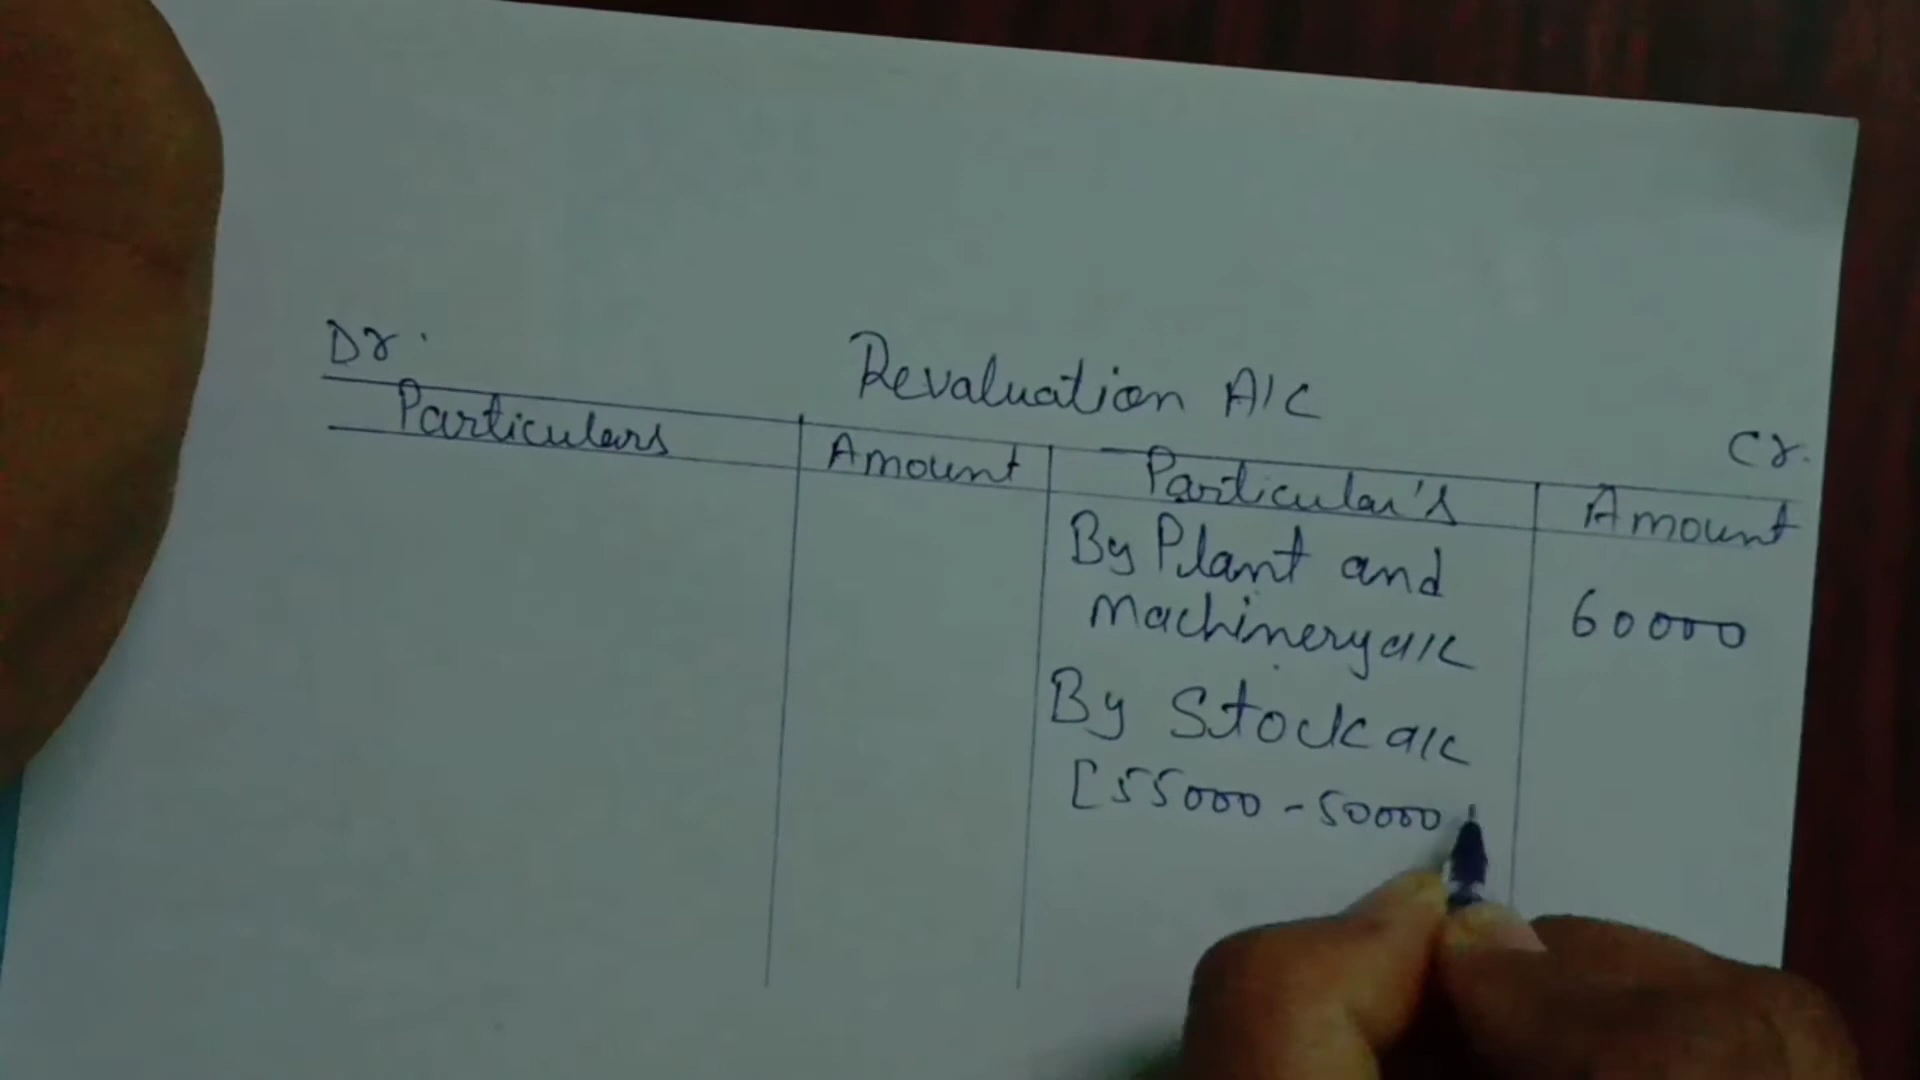 Dr.
Revaluation A/C
Cr.
Particulars Amount Particular's Amount
By Plant and
Machinery a/c 60000
By Stock a/c
[55000-50000